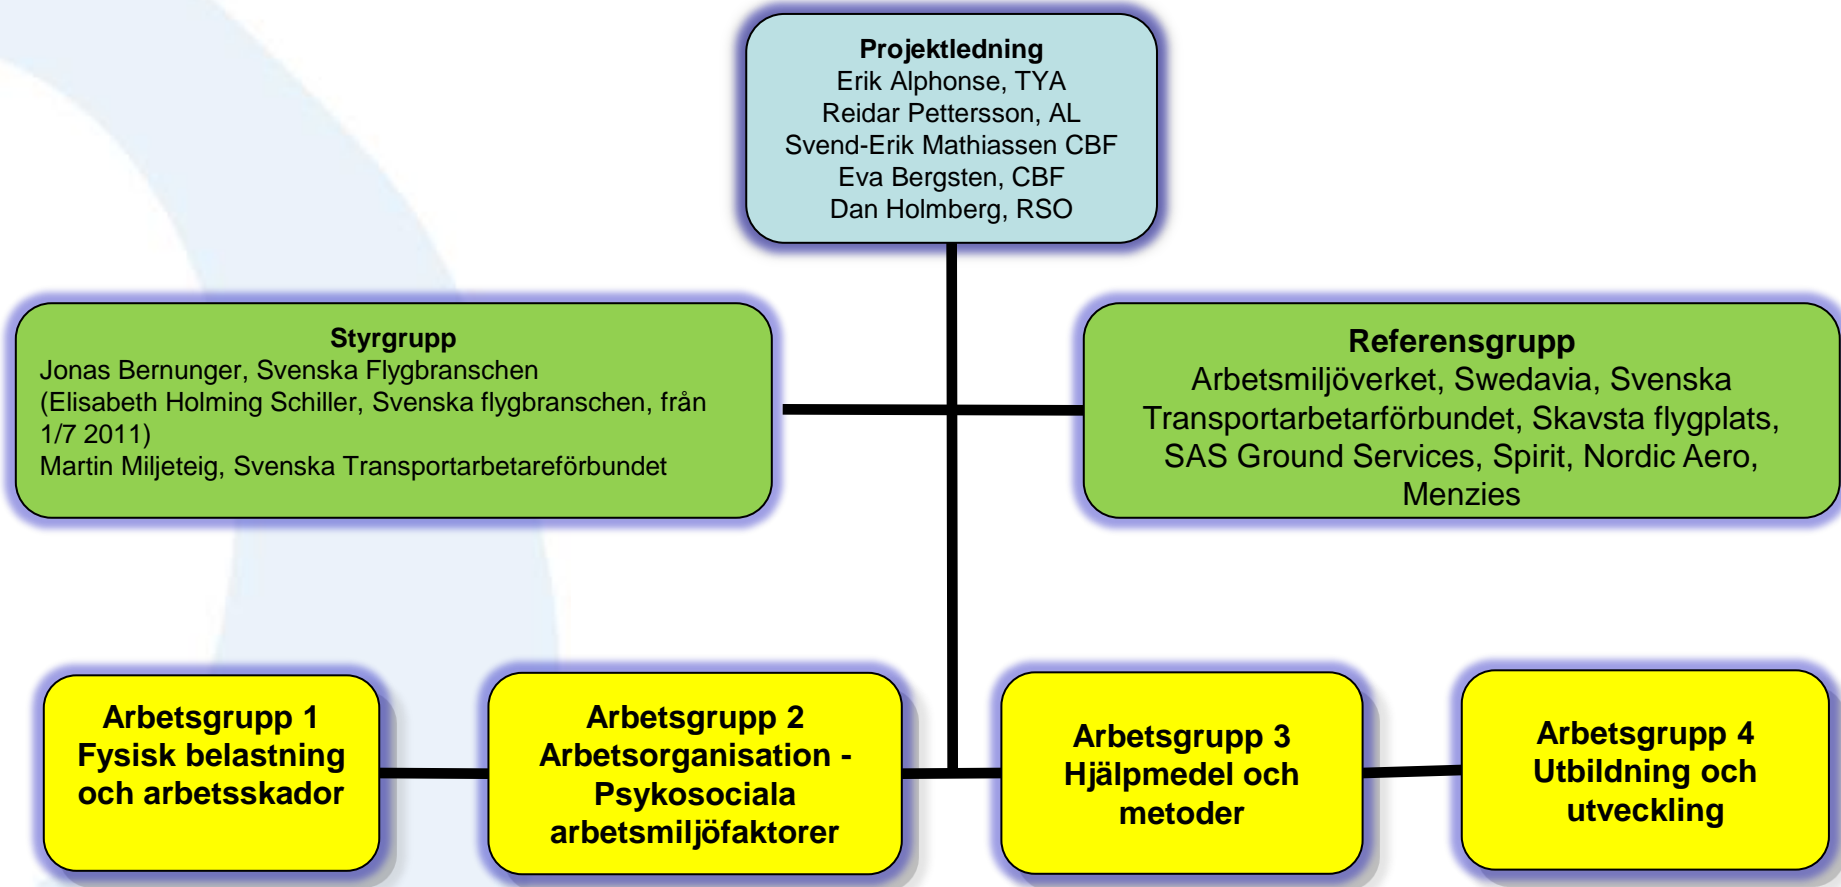 Projektledning
Erik Alphonse, TYA
Reidar Pettersson, AL
Svend-Erik Mathiassen CBF
Eva Bergsten, CBF
Dan Holmberg, RSO
Styrgrupp
Jonas Bernunger, Svenska Flygbranschen
(Elisabeth Holming Schiller, Svenska flygbranschen, från
1/7 2011)
Martin Miljeteig, Svenska Transportarbetareförbundet
Referensgrupp
Arbetsmiljöverket, Swedavia, Svenska
Transportarbetarförbundet, Skavsta flygplats,
SAS Ground Services, Spirit, Nordic Aero,
Menzies
Arbetsgrupp 1
Fysisk belastning
och arbetsskador
Arbetsgrupp 2
Arbetsorganisation -
Psykosociala
arbetsmiljöfaktorer
Arbetsgrupp 3
Hjälpmedel och
metoder
Arbetsgrupp 4
Utbildning och
utveckling